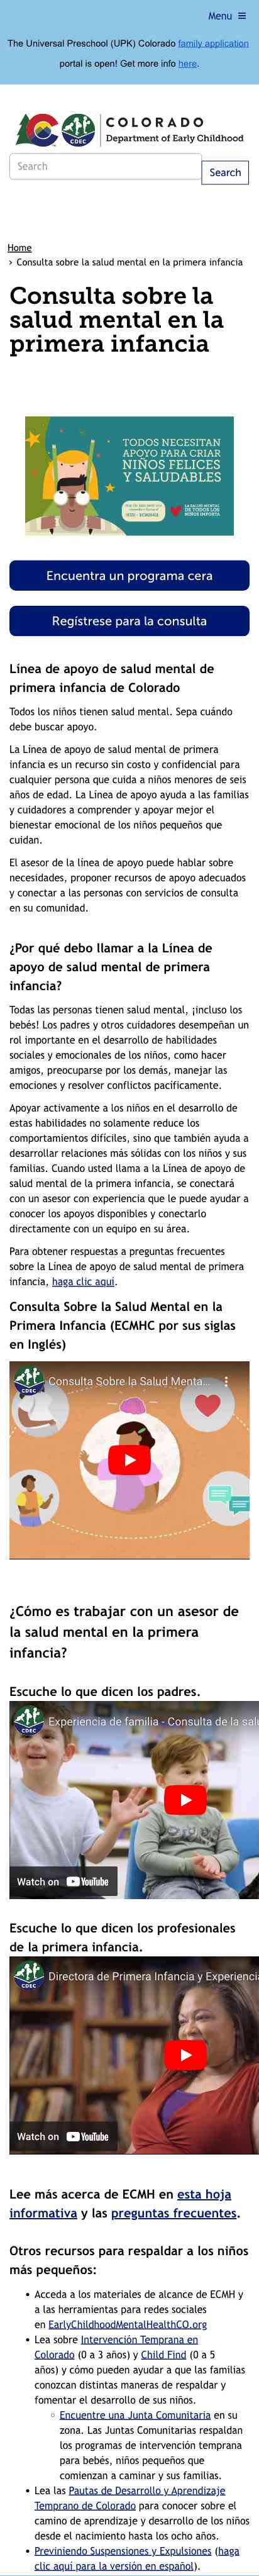 Menu ≡
The Universal Preschool (UPK) Colorado family application
portal is open! Get more info here.
COLORADO
Department of Early Childhood
CDEC
Search
Search
Home
› Consulta sobre la salud mental en la primera infancia
Consulta sobre la
salud mental en la
primera infancia
TODOS NECESITAN
APOYO PARA CRIAR
NIÑOS FELICES
Y SALUDABLES
LA SALUD MENTAL
DE TODOS LOS
NIÑOS IMPORTA
Encuentra un programa cera
Regístrese para la consulta
Línea de apoyo de salud mental de
primera infancia de Colorado
Todos los niños tienen salud mental. Sepa cuándo
debe buscar apoyo.
La Línea de apoyo de salud mental de primera
infancia es un recurso sin costo y confidencial para
cualquier persona que cuida a niños menores de seis
años de edad. La Línea de apoyo ayuda a las familias
y cuidadores a comprender y apoyar mejor el
bienestar emocional de los niños pequeños que
cuidan.
El asesor de la línea de apoyo puede hablar sobre
necesidades, proponer recursos de apoyo adecuados
y conectar a las personas con servicios de consulta
en su comunidad.
¿Por qué debo llamar a la Línea de
apoyo de salud mental de primera
infancia?
Todas las personas tienen salud mental, ¡incluso los
bebés! Los padres y otros cuidadores desempeñan un
rol importante en el desarrollo de habilidades
sociales y emocionales de los niños, como hacer
amigos, preocuparse por los demás, manejar las
emociones y resolver conflictos pacíficamente.
Apoyar activamente a los niños en el desarrollo de
estas habilidades no solamente reduce los
comportamientos difíciles, sino que también ayuda a
desarrollar relaciones más sólidas con los niños y sus
familias. Cuando usted llama a la Línea de apoyo de
salud mental de la primera infancia, se conectará
con un asesor con experiencia que le puede ayudar a
conocer los apoyos disponibles y conectarlo
directamente con un equipo en su área.
Para obtener respuestas a preguntas frecuentes
sobre la Línea de apoyo de salud mental de primera
infancia, haga clic aquí.
Consulta Sobre la Salud Mental en la
Primera Infancia (ECMHC por sus siglas
en Inglés)
CDEC
Consulta Sobre la Salud Menta...
¿Cómo es trabajar con un asesor de
la salud mental en la primera
infancia?
Escuche lo que dicen los padres.
CDEC
Experiencia de familia - Consulta de la salu
Watch on YouTube
Escuche lo que dicen los profesionales
de la primera infancia.
CDEC
Directora de Primera Infancia y Experienci
Watch on YouTube
Lee más acerca de ECMH en esta hoja
informativa y las preguntas frecuentes.
Otros recursos para respaldar a los niños
más pequeños:
• Acceda a los materiales de alcance de ECMH y
a las herramientas para redes sociales
en EarlyChildhoodMentalHealthCO.org
• Lea sobre Intervención Temprana en
Colorado (0 a 3 años) y Child Find (0 a 5
años) y cómo pueden ayudar a que las familias
conozcan distintas maneras de respaldar y
fomentar el desarrollo de sus niños.
○ Encuentre una Junta Comunitaria en su
zona. Las Juntas Comunitarias respaldan
los programas de intervención temprana
para bebés, niños pequeños que
comienzan a caminar y sus familias.
• Lea las Pautas de Desarrollo y Aprendizaje
Temprano de Colorado para conocer sobre el
camino de aprendizaje y desarrollo de los niños
desde el nacimiento hasta los ocho años.
• Previniendo Suspensiones y Expulsiones (haga
clic aquí para la versión en español).